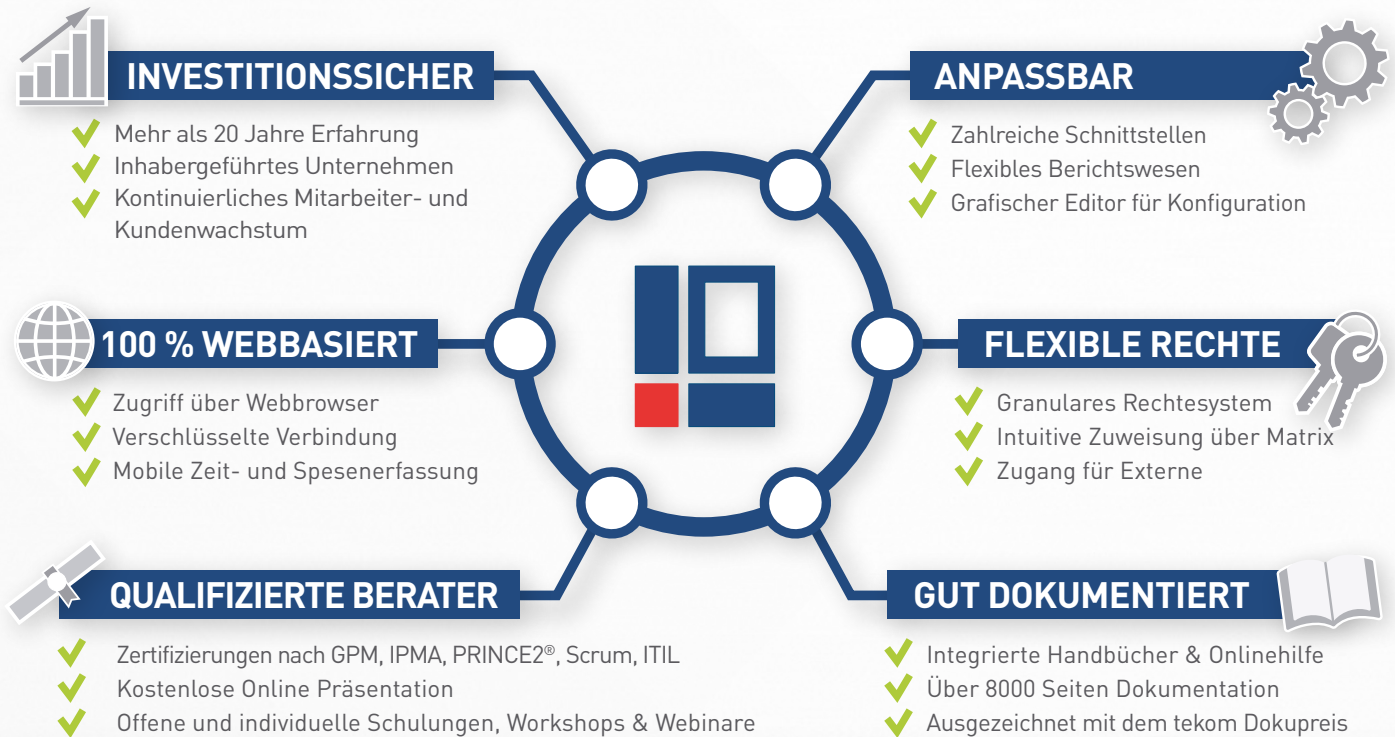 INVESTITIONSSICHER
Mehr als 20 Jahre Erfahrung
Inhabergeführtes Unternehmen
Kontinuierliches Mitarbeiter- und
Kundenwachstum
ANPASSBAR
Zahlreiche Schnittstellen
Flexibles Berichtswesen
Grafischer Editor für Konfiguration
100 % WEBBASIERT
Zugriff über Webbrowser
Verschlüsselte Verbindung
Mobile Zeit- und Spesenerfassung
FLEXIBLE RECHTE
Granulares Rechtesystem
Intuitive Zuweisung über Matrix
Zugang für Externe
QUALIFIZIERTE BERATER
Zertifizierungen nach GPM, IPMA, PRINCE2®, Scrum, ITIL
Kostenlose Online Präsentation
Offene und individuelle Schulungen, Workshops & Webinare
GUT DOKUMENTIERT
Integrierte Handbücher & Onlinehilfe
Über 8000 Seiten Dokumentation
Ausgezeichnet mit dem tekom Dokupreis